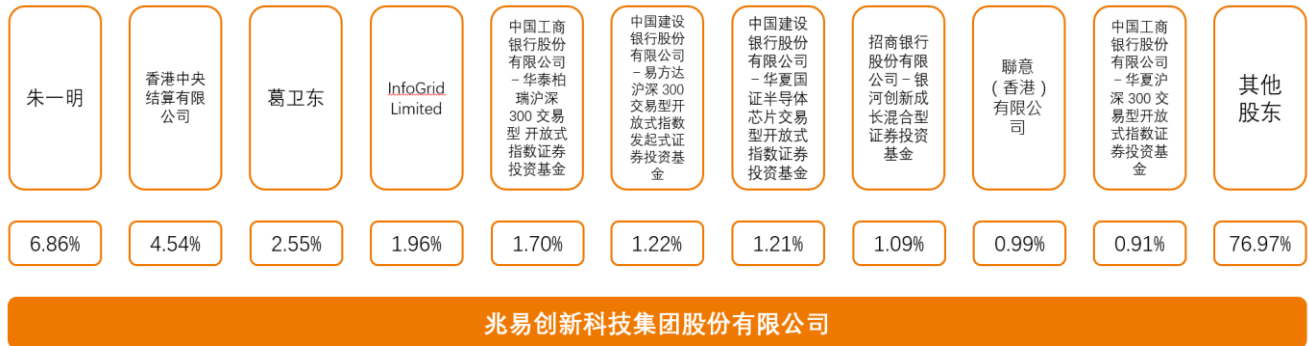 朱一明
香港中央
结算有限
公司
葛卫东
InfoGrid
Limited
中国工商
银行股份
有限公司
－华泰柏
瑞沪深
300 交易
型 开放式
指数证券
投资基金
中国建设
银行股份
有限公司
－易方达
沪深 300
交易型开
放式指数
发起式证
券投资基
金
中国建设
银行股份
有限公司
－华夏国
证半导体
芯片交易
型开放式
指数证券
投资基金
招商银行
股份有限
公司－银
河创新成
长混合型
证券投资
基金
聯意
（香港）
有限公
司
中国工商
银行股份
有限公司
－华夏沪
深 300 交
易型开放
式指数证
券投资基
金
其他
股东
6.86%
4.54%
2.55%
1.96%
1.70%
1.22%
1.21%
1.09%
0.99%
0.91%
76.97%
兆易创新科技集团股份有限公司